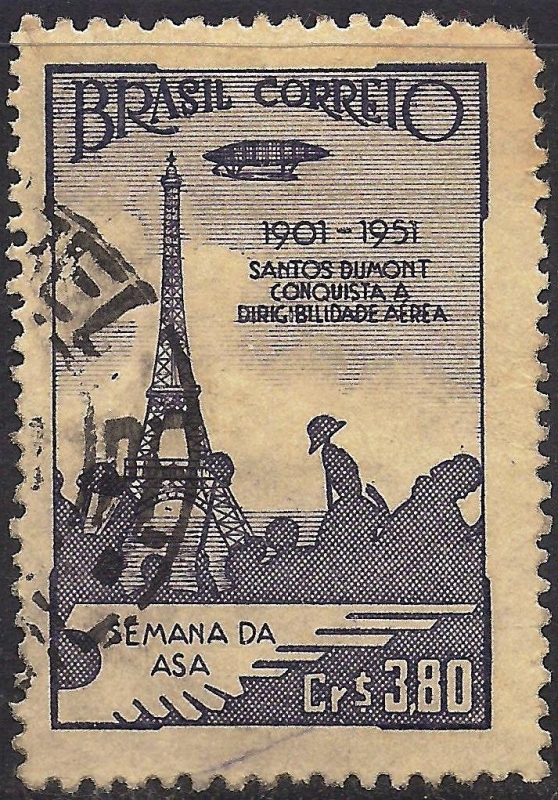 BRASIL CORREIO
1901-1951
SANTOS DUMONT
CONQUISTA A
DIRIGIBILIDADE AÉREA
SEMANA DA
ASA
Cr$ 3,80